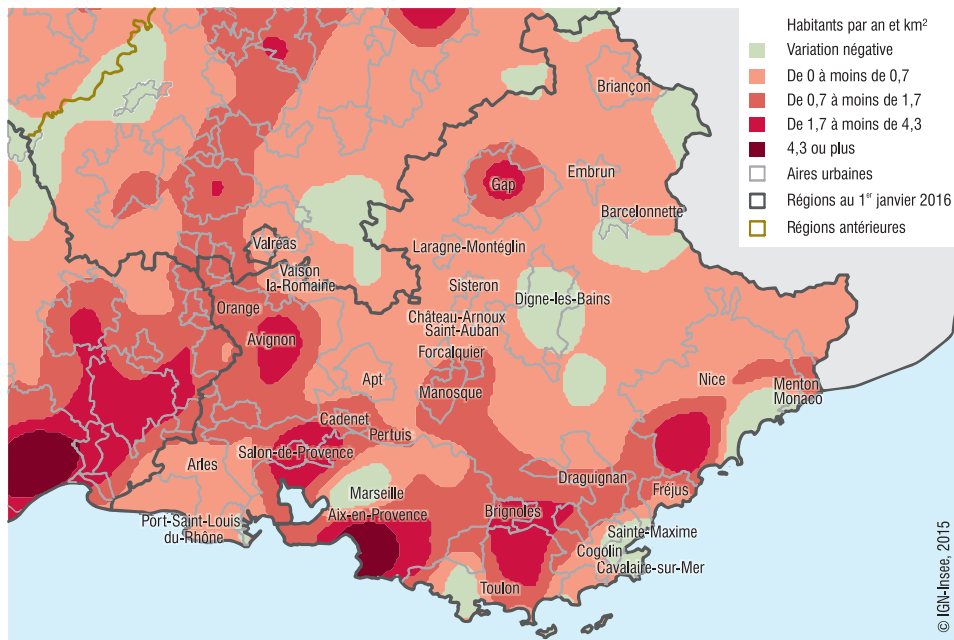 Habitants par an et km²
Variation négative
De 0 à moins de 0,7
De 0,7 à moins de 1,7
De 1,7 à moins de 4,3
4,3 ou plus
Aires urbaines
Régions au 1er janvier 2016
Régions antérieures
Briançon
Gap
Embrun
Barcelonnette
Valréas
Laragne-Montéglin
Vaison
la-Romaine
Sisteron
Digne-les-Bains
Orange
Château-Arnoux
Saint-Auban
Avignon
Forcalquier
Apt
Manosque
Nice
Menton
Monaco
Cadenet
Pertuis
Salon-de-Provence
Arles
Draguignan
Fréjus
Marseille
Aix-en-Provence
Brignoles
Port-Saint-Louis
du-Rhône
Sainte-Maxime
Cogolin
Cavalaire-sur-Mer
Toulon
© IGN-Insee, 2015